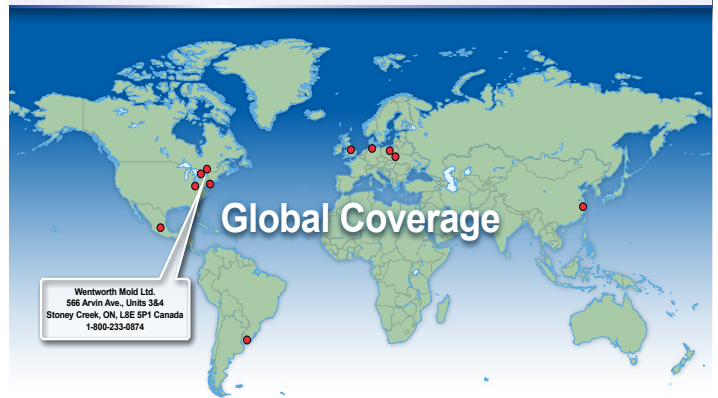 Global Coverage
Wentworth Mold Ltd.
566 Arvin Ave., Units 3&4
Stoney Creek, ON, L8E 5P1 Canada
1-800-233-0874